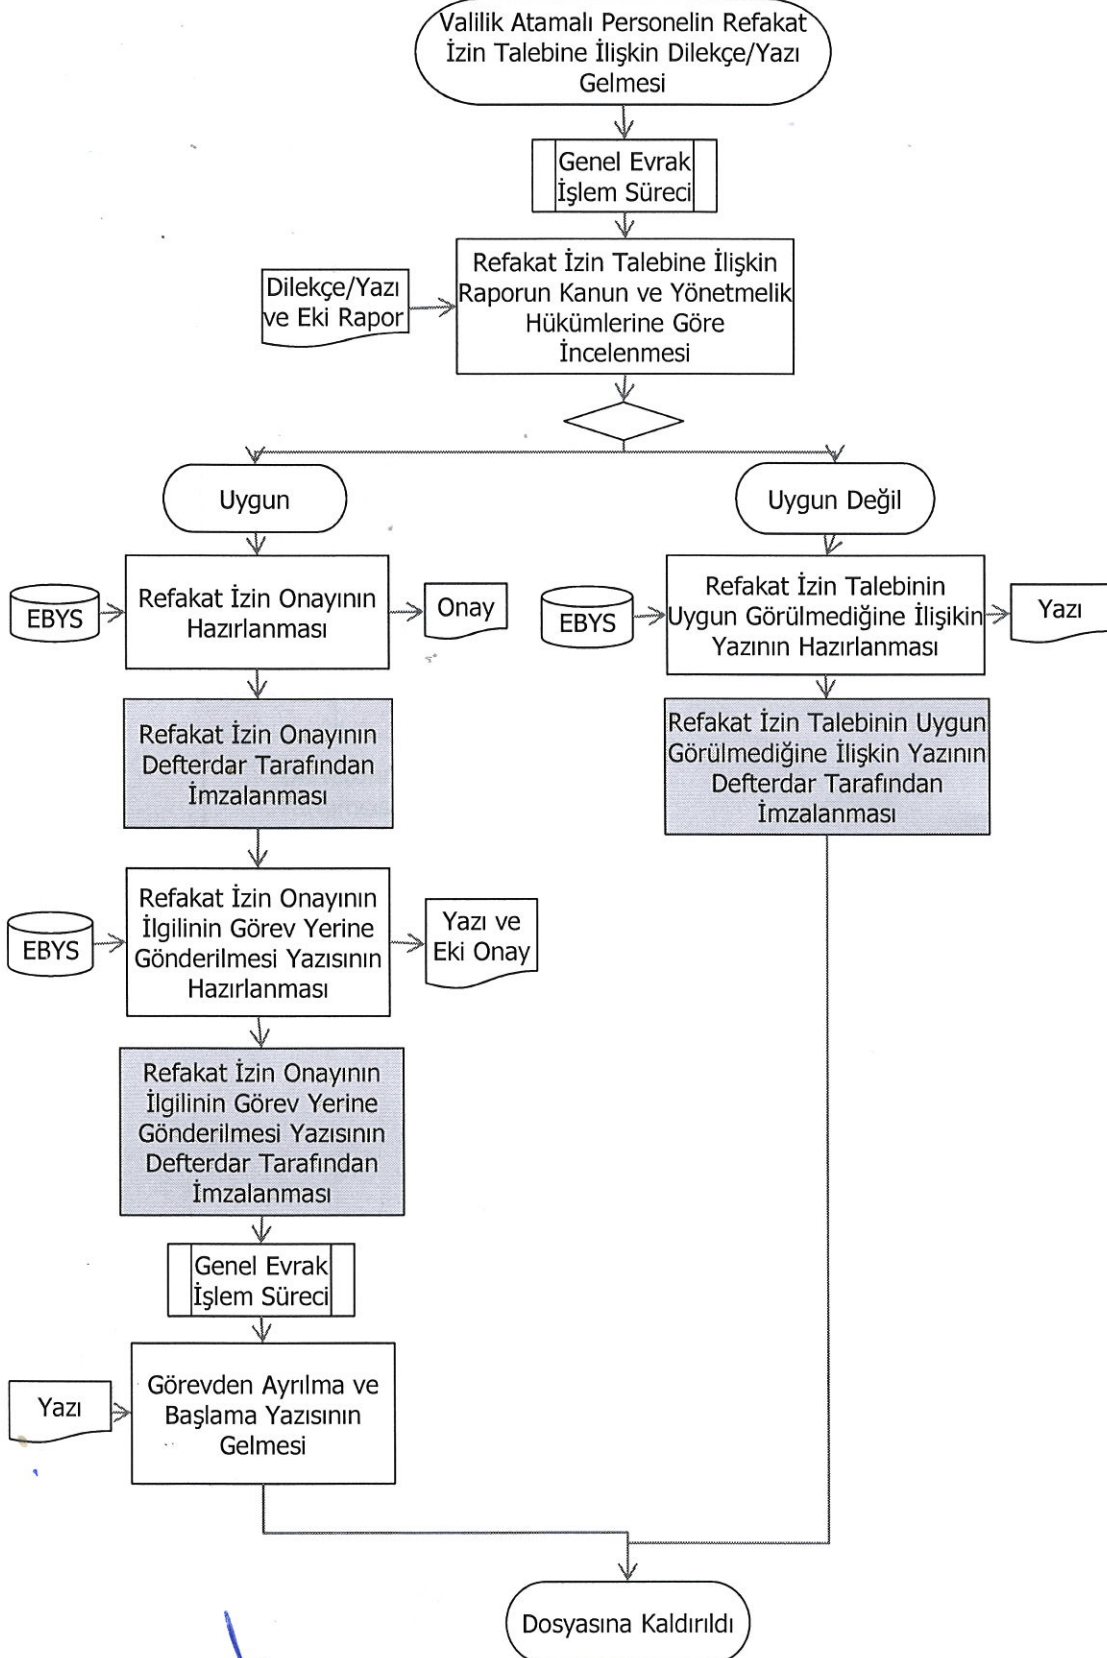 Valilik Atamalı Personelin Refakat
İzin Talebine İlişkin Dilekçe/Yazı
Gelmesi
Genel Evrak
İşlem Süreci
Dilekçe/Yazı
ve Eki Rapor
Refakat İzin Talebine İlişkin
Raporun Kanun ve Yönetmelik
Hükümlerine Göre
İncelenmesi
Uygun
Uygun Değil
EBYS
Refakat İzin Onayının
Hazırlanması
Onay
EBYS
Refakat İzin Talebinin
Uygun Görülmediğine İlişikin
Yazının Hazırlanması
Yazı
Refakat İzin Onayının
Defterdar Tarafından
İmzalanması
Refakat İzin Talebinin Uygun
Görülmediğine İlişkin Yazının
Defterdar Tarafından
İmzalanması
EBYS
Refakat İzin Onayının
İlgilinin Görev Yerine
Gönderilmesi Yazısının
Hazırlanması
Yazı ve
Eki Onay
Refakat İzin Onayının
İlgilinin Görev Yerine
Gönderilmesi Yazısının
Defterdar Tarafından
İmzalanması
Genel Evrak
İşlem Süreci
Yazı
Görevden Ayrılma ve
Başlama Yazısının
Gelmesi
Dosyasına Kaldırıldı